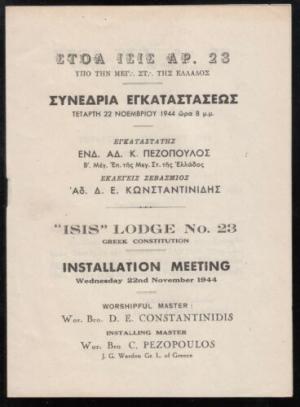 ΣΤΟΑ ΙΣΙΣ ΑΡ. 23
ΥΠΟ ΤΗΝ ΜΕΓ∴ ΣΤ∴ ΤΗΣ ΕΛΛΑΔΟΣ
ΣΥΝΕΔΡΙΑ ΕΓΚΑΤΑΣΤΑΣΕΩΣ
ΤΕΤΑΡΤΗ 22 ΝΟΕΜΒΡΙΟΥ 1944 ὥρα 8 μ.μ.
ΕΓΚΑΤΑΣΤΑΤΗΣ
ΕΝΔ. ΑΔ. Κ. ΠΕΖΟΠΟΥΛΟΣ
Β'. Μέγ. Ἐπ. τῆς Μεγ. Στ. τῆς Ἑλλάδος
ΕΚΛΕΓΕΙΣ ΣΕΒΑΣΜΙΟΣ
Ἀδ. Δ. Ε. ΚΩΝΣΤΑΝΤΙΝΙΔΗΣ
"ISIS" LODGE No. 23
GREEK CONSTITUTION
INSTALLATION MEETING
Wednesday 22nd November 1944
WORSHIPFUL MASTER :
Wor. Bro. D. E. CONSTANTINIDIS
INSTALLING MASTER
Wor. Bro C. PEZOPOULOS
J. G. Warden Gr. L. of Greece